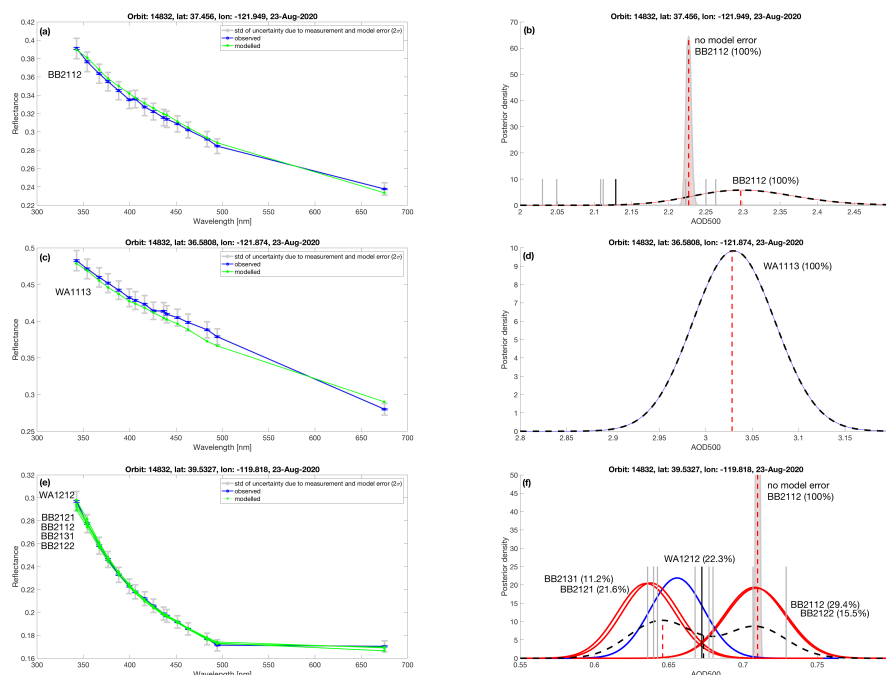 Orbit: 14832, lat: 37.456, lon: -121.949, 23-Aug-2020
(a)
std of uncertainty due to measurement and model error (2σ)
observed
modelled
BB2112
Reflectance
0.42
0.4
0.38
0.36
0.34
0.32
0.3
0.28
0.26
0.24
0.22
300 350 400 450 500 550 600 650 700
Wavelength [nm]
Orbit: 14832, lat: 37.456, lon: -121.949, 23-Aug-2020
(b)
no model error
BB2112 (100%)
BB2112 (100%)
Posterior density
70
60
50
40
30
20
10
0
2 2.05 2.1 2.15 2.2 2.25 2.3 2.35 2.4 2.45
AOD500
Orbit: 14832, lat: 36.5808, lon: -121.874, 23-Aug-2020
(c)
std of uncertainty due to measurement and model error (2σ)
observed
modelled
WA1113
Reflectance
0.5
0.45
0.4
0.35
0.3
0.25
300 350 400 450 500 550 600 650 700
Wavelength [nm]
Orbit: 14832, lat: 36.5808, lon: -121.874, 23-Aug-2020
(d)
WA1113 (100%)
Posterior density
10
9
8
7
6
5
4
3
2
1
0
2.8 2.85 2.9 2.95 3 3.05 3.1 3.15
AOD500
Orbit: 14832, lat: 39.5327, lon: -119.818, 23-Aug-2020
(e)
std of uncertainty due to measurement and model error (2σ)
observed
modelled
WA1212
BB2121
BB2112
BB2131
BB2122
Reflectance
0.32
0.3
0.28
0.26
0.24
0.22
0.2
0.18
0.16
300 350 400 450 500 550 600 650 700
Wavelength [nm]
Orbit: 14832, lat: 39.5327, lon: -119.818, 23-Aug-2020
(f)
no model error
BB2112 (100%)
WA1212 (22.3%)
BB2131 (11.2%)
BB2121 (21.6%)
BB2112 (29.4%)
BB2122 (15.5%)
Posterior density
50
45
40
35
30
25
20
15
10
5
0
0.55 0.6 0.65 0.7 0.75
AOD500